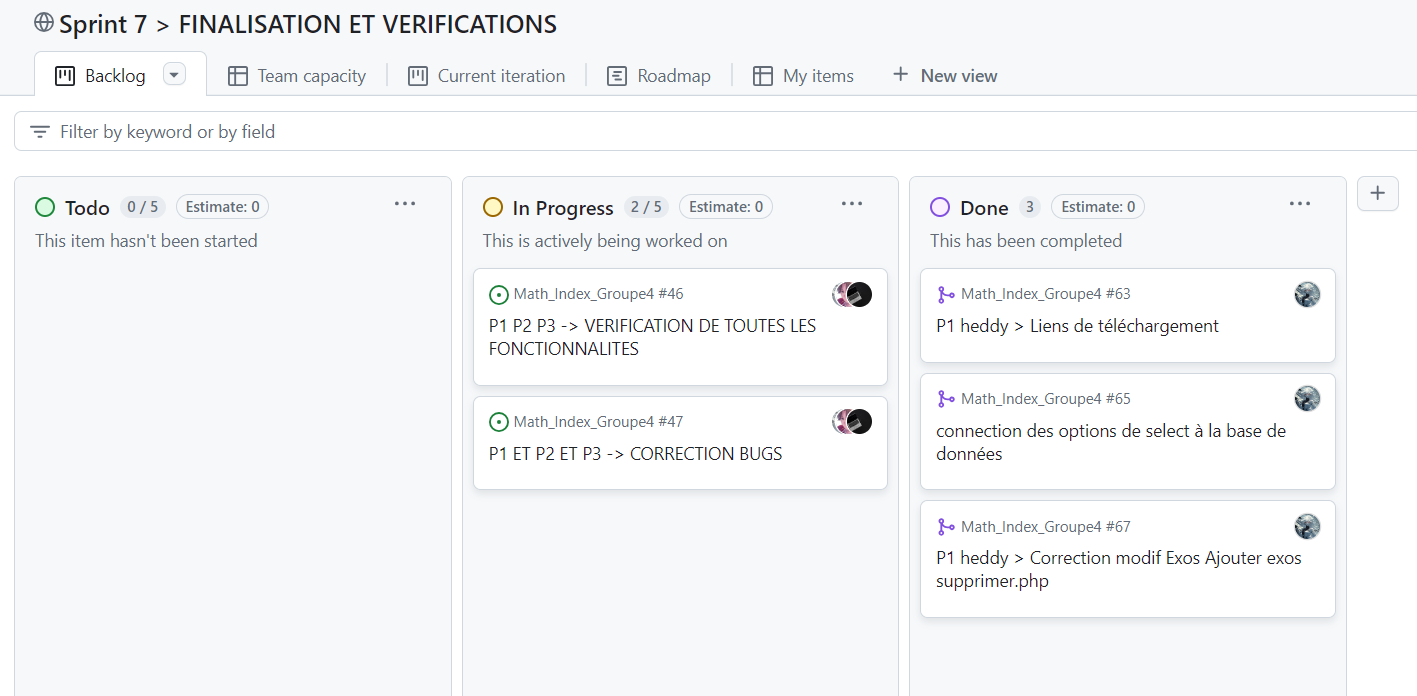 Sprint 7 > FINALISATION ET VERIFICATIONS
Backlog
Team capacity
Current iteration
Roadmap
My items
New view
Filter by keyword or by field
Todo 0 / 5 Estimate: 0
This item hasn't been started
In Progress 2 / 5 Estimate: 0
This is actively being worked on
Math_Index_Groupe4 #46
P1 P2 P3 -> VERIFICATION DE TOUTES LES
FONCTIONNALITES
Math_Index_Groupe4 #47
P1 ET P2 ET P3 -> CORRECTION BUGS
Done 3 Estimate: 0
This has been completed
Math_Index_Groupe4 #63
P1 heddy > Liens de téléchargement
Math_Index_Groupe4 #65
connection des options de select à la base de
données
Math_Index_Groupe4 #67
P1 heddy > Correction modif Exos Ajouter exos
supprimer.php